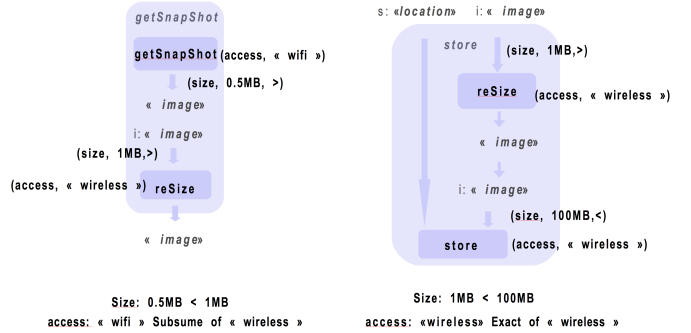 getSnapShot
getSnapShot (access, « wifi »)
(size, 0.5MB, >)
« image»
i: « image»
(size, 1MB,>)
(access, « wireless »)
reSize
« image»
Size: 0.5MB < 1MB
access: « wifi » Subsume of « wireless »
s: «location» i: « image»
store
(size, 1MB,>)
reSize
(access, « wireless »)
« image»
i: « image»
(size, 100MB,<)
store
(access, « wireless »)
Size: 1MB < 100MB
access: «wireless» Exact of « wireless »